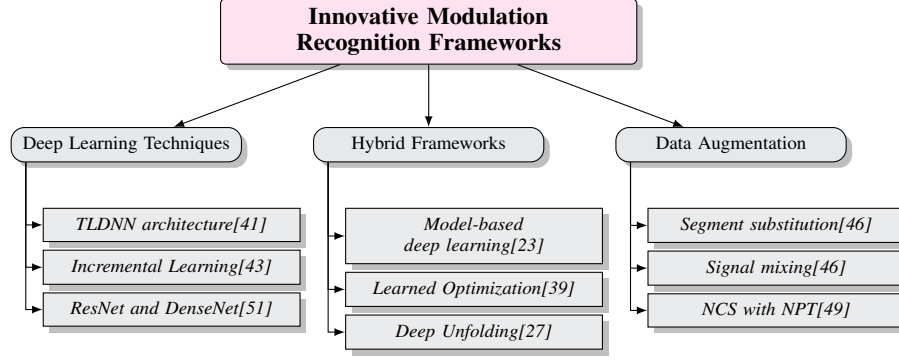 Innovative Modulation
Recognition Frameworks
Deep Learning Techniques
Hybrid Frameworks
Data Augmentation
TLDNN architecture[41]
Incremental Learning[43]
ResNet and DenseNet[51]
Model-based
deep learning[23]
Learned Optimization[39]
Deep Unfolding[27]
Segment substitution[46]
Signal mixing[46]
NCS with NPT[49]